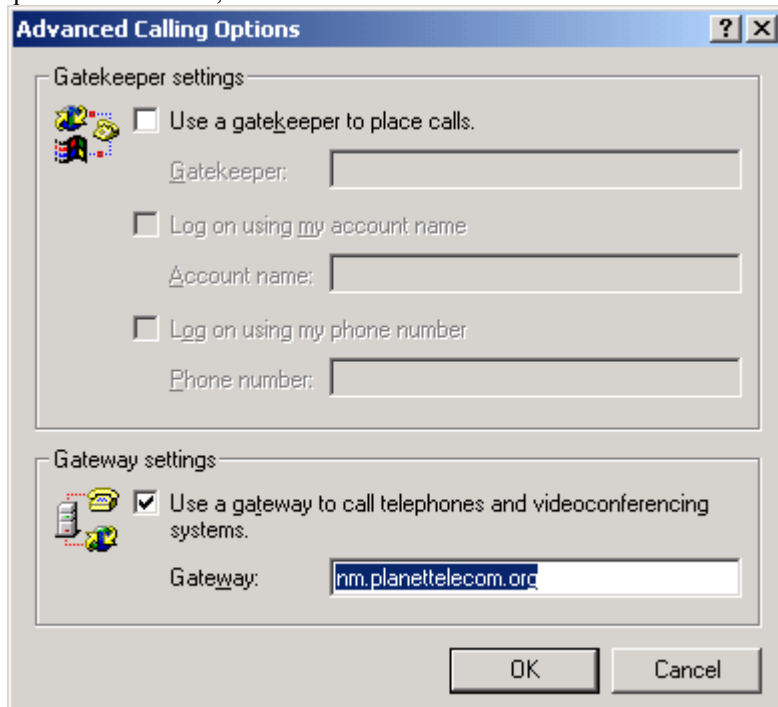 Advanced Calling Options
Gatekeeper settings
Use a gatekeeper to place calls.
Gatekeeper:
Log on using my account name
Account name:
Log on using my phone number
Phone number:
Gateway settings
Use a gateway to call telephones and videoconferencing
systems.
Gateway: nm.planettelecom.org
OK Cancel